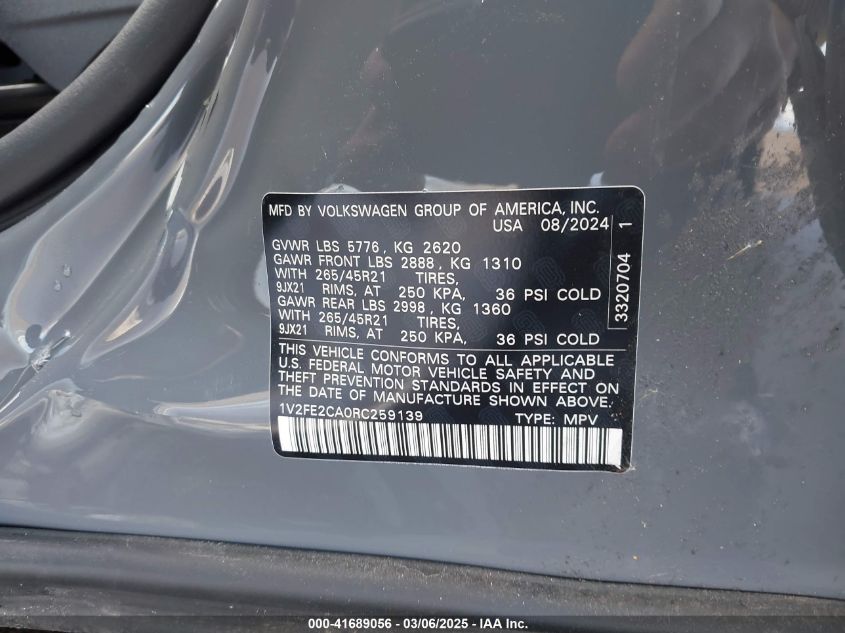 MFD BY VOLKSWAGEN GROUP OF AMERICA, INC.
USA 08/2024
GVWR LBS 5776, KG 2620
GAWR FRONT LBS 2888, KG 1310
WITH 265/45R21 TIRES,
9JX21 RIMS, AT 250 KPA, 36 PSI COLD
GAWR REAR LBS 2998, KG 1360
WITH 265/45R21 TIRES,
9JX21 RIMS, AT 250 KPA, 36 PSI COLD
THIS VEHICLE CONFORMS TO ALL APPLICABLE
U.S. FEDERAL MOTOR VEHICLE SAFETY AND
THEFT PREVENTION STANDARDS IN EFFECT ON
THE DATE OF MANUFACTURE SHOWN ABOVE.
1V2FE2CA0RC259139 TYPE: MPV
3320704 1
000-41689056 - 03/06/2025 - IAA Inc.